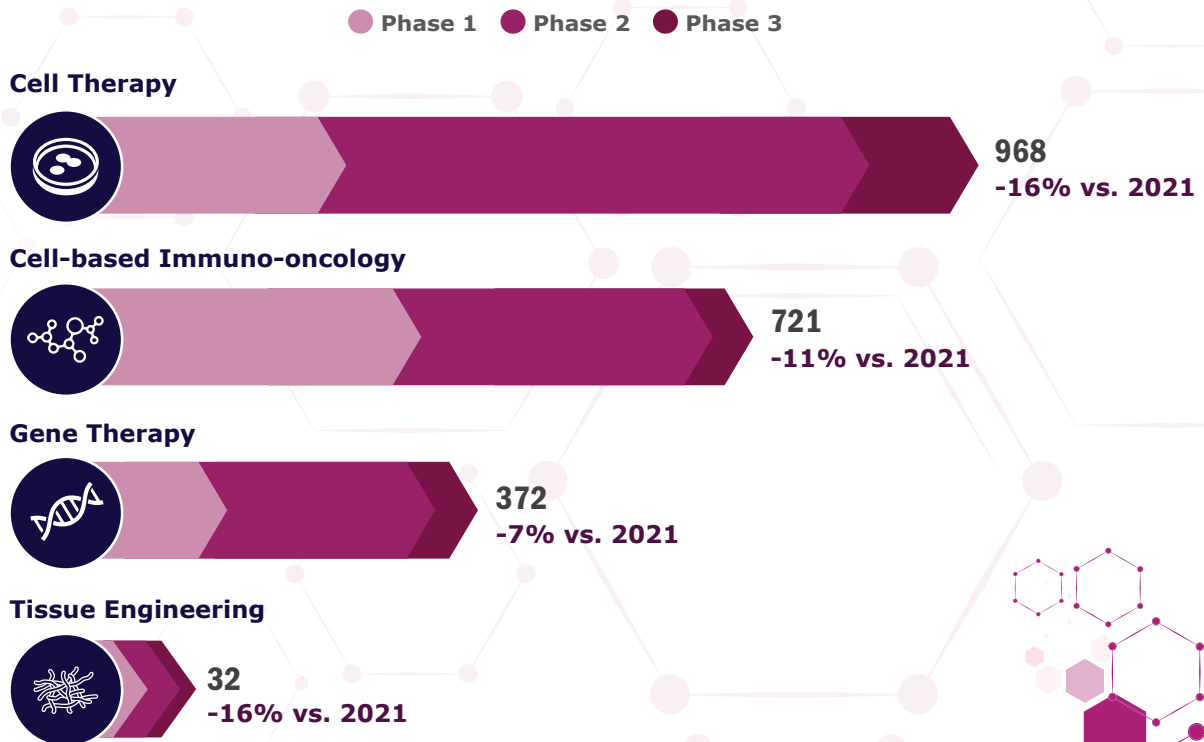 Phase 1 Phase 2 Phase 3
Cell Therapy
968
-16% vs. 2021
Cell-based Immuno-oncology
721
-11% vs. 2021
Gene Therapy
372
-7% vs. 2021
Tissue Engineering
32
-16% vs. 2021